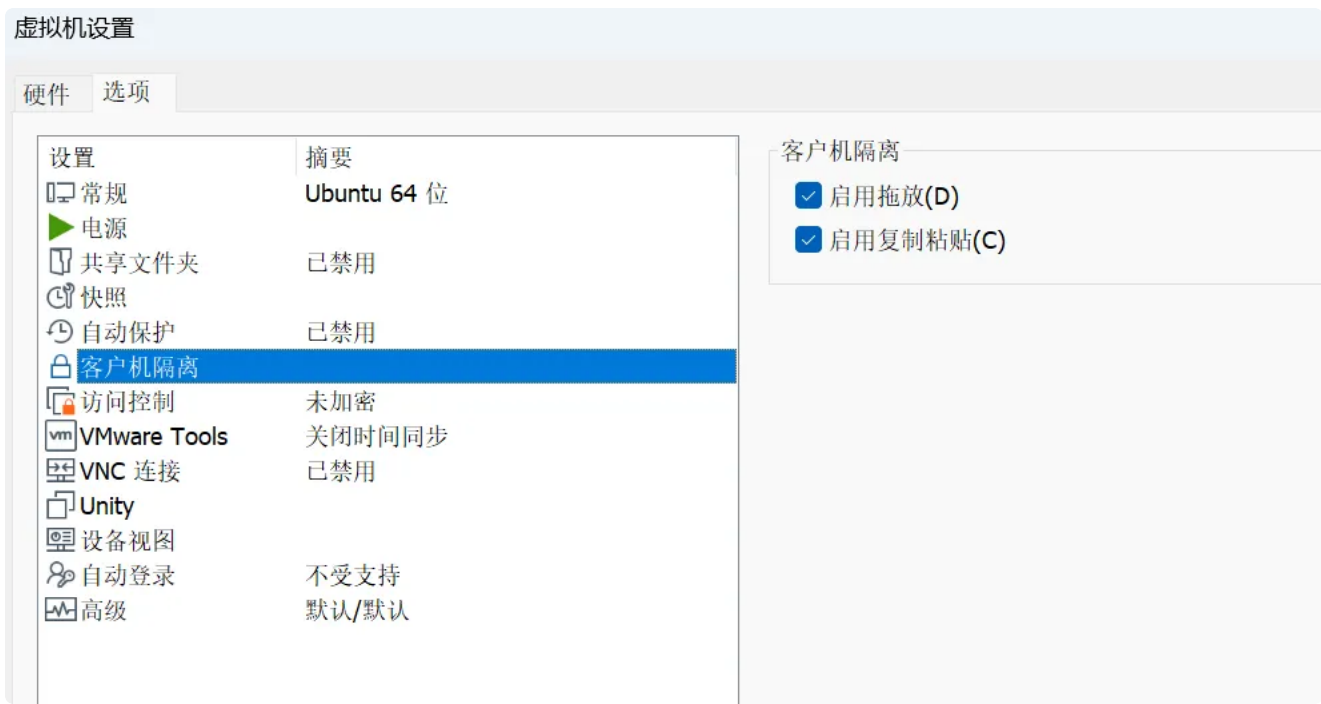 虚拟机设置
硬件 选项
设置 摘要
常规 Ubuntu 64 位
电源
共享文件夹 已禁用
快照
自动保护 已禁用
客户机隔离
访问控制 未加密
vm VMware Tools 关闭时间同步
VNC 连接 已禁用
Unity
设备视图
自动登录 不受支持
高级 默认/默认
客户机隔离
启用拖放(D)
启用复制粘贴(C)